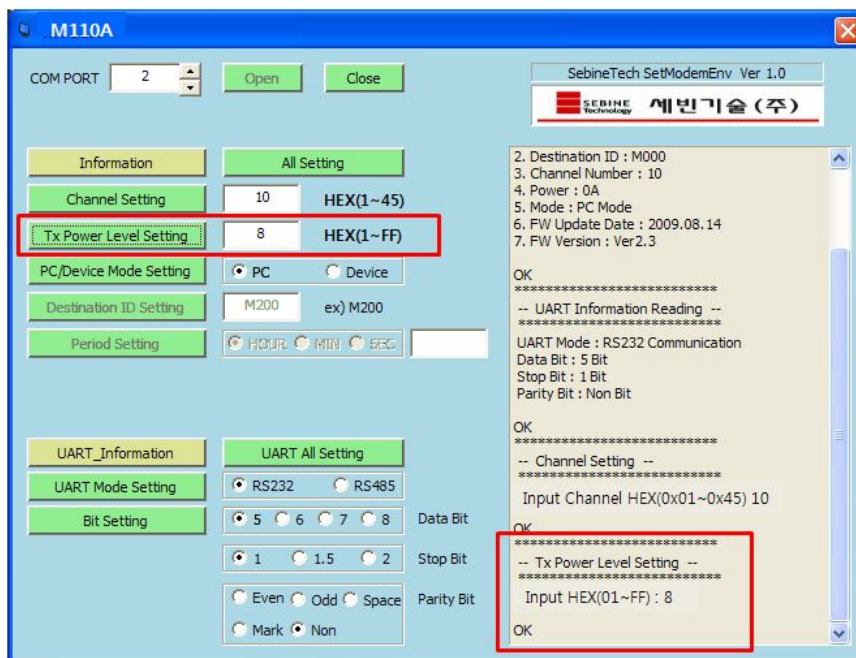 M110A
COM PORT 2 Open Close
SebineTech SetModemEnv Ver 1.0
SEBINE Technology 세빈기술(주)
Information All Setting
Channel Setting 10 HEX(1~45)
Tx Power Level Setting 8 HEX(1~FF)
PC/Device Mode Setting PC Device
Destination ID Setting M200 ex) M200
Period Setting HOUR MIN SEC
UART_Information UART All Setting
UART Mode Setting RS232 RS485
Bit Setting 5 6 7 8 Data Bit
1 1.5 2 Stop Bit
Even Odd Space Parity Bit
Mark Non
2. Destination ID : M000
3. Channel Number : 10
4. Power : 0A
5. Mode : PC Mode
6. FW Update Date : 2009.08.14
7. FW Version : Ver2.3
OK
**************************
-- UART Information Reading --
**************************
UART Mode : RS232 Communication
Data Bit : 5 Bit
Stop Bit : 1 Bit
Parity Bit : Non Bit
OK
**************************
-- Channel Setting --
**************************
Input Channel HEX(0x01~0x45) 10
OK
**************************
-- Tx Power Level Setting --
**************************
Input HEX(01~FF) : 8
OK